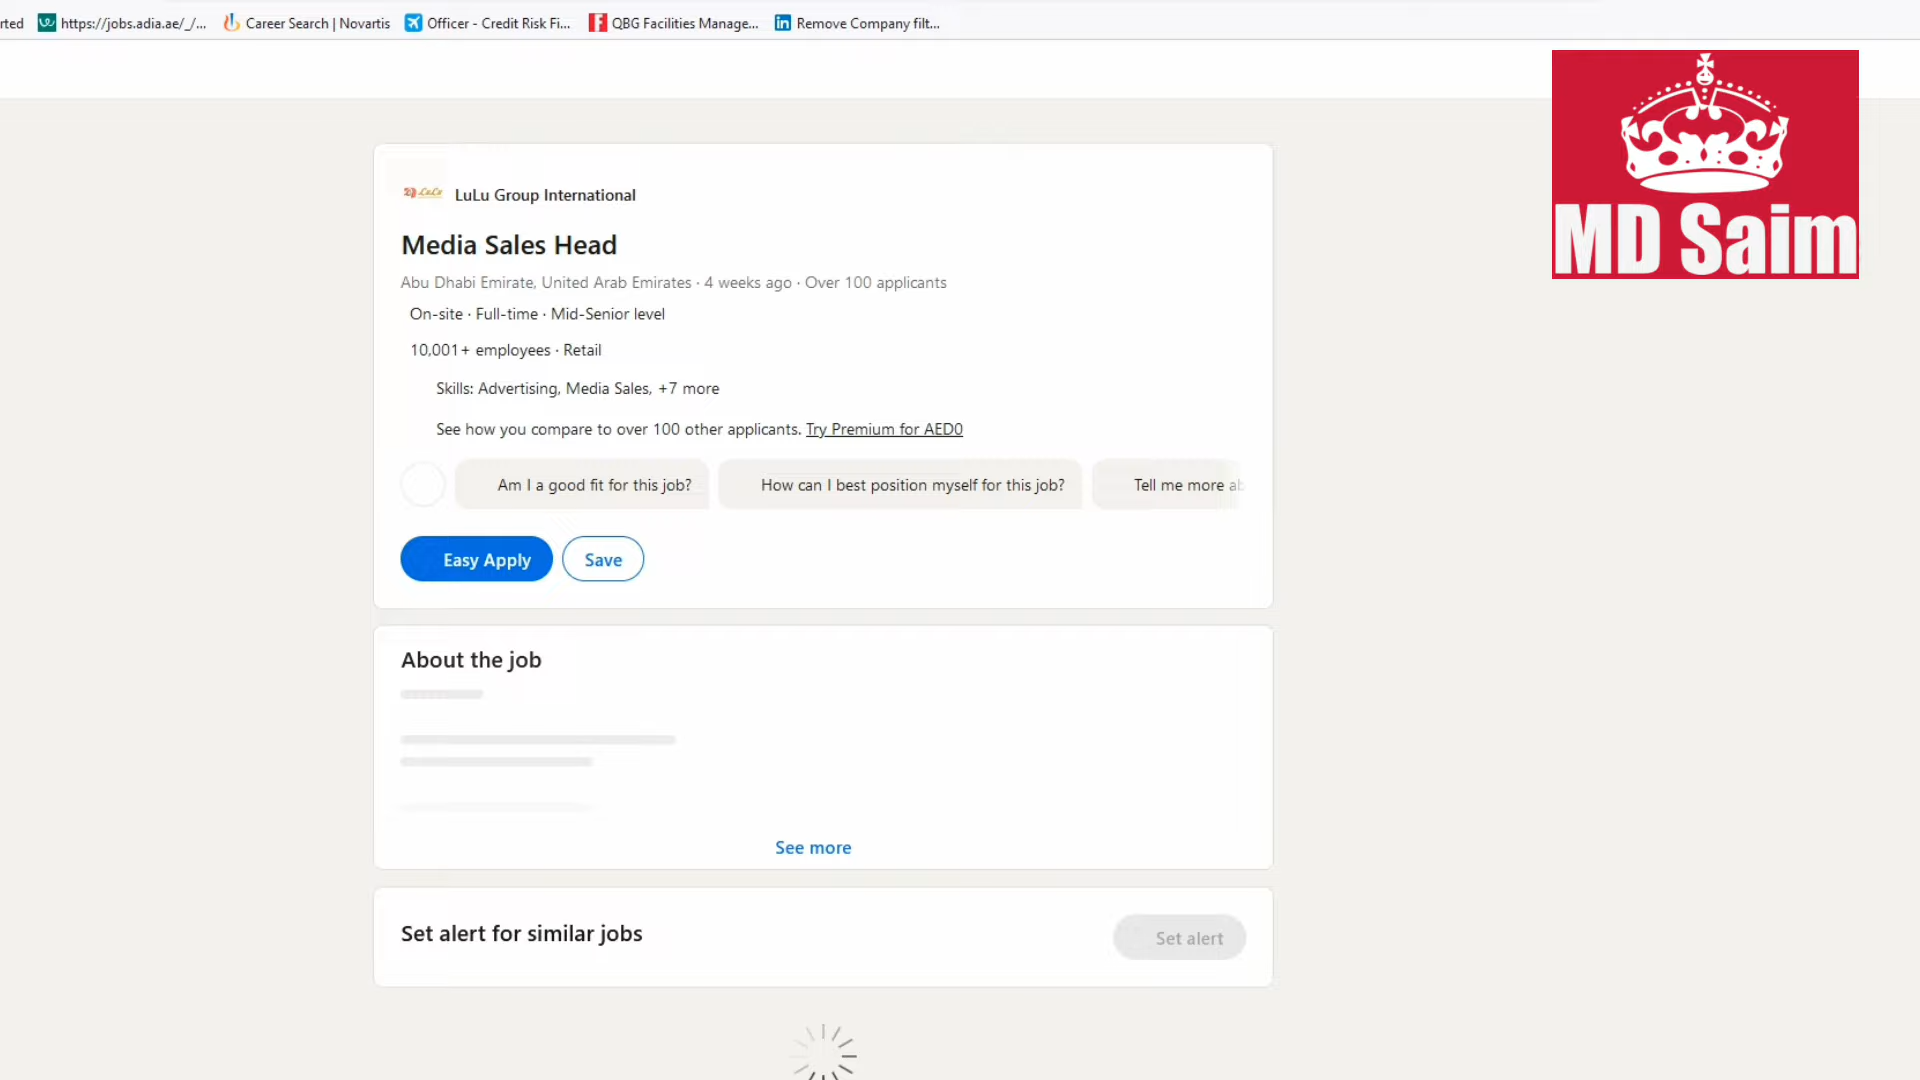 rted https://jobs.adia.ae/_/... Career Search | Novartis Officer - Credit Risk Fi... QBG Facilities Manage... Remove Company filt...
MD Saim
LuLu
LuLu Group International
Media Sales Head
Abu Dhabi Emirate, United Arab Emirates · 4 weeks ago · Over 100 applicants
On-site · Full-time · Mid-Senior level
10,001+ employees · Retail
Skills: Advertising, Media Sales, +7 more
See how you compare to over 100 other applicants. Try Premium for AED0
Am I a good fit for this job? How can I best position myself for this job? Tell me more ab
Easy Apply Save
About the job
See more
Set alert for similar jobs Set alert